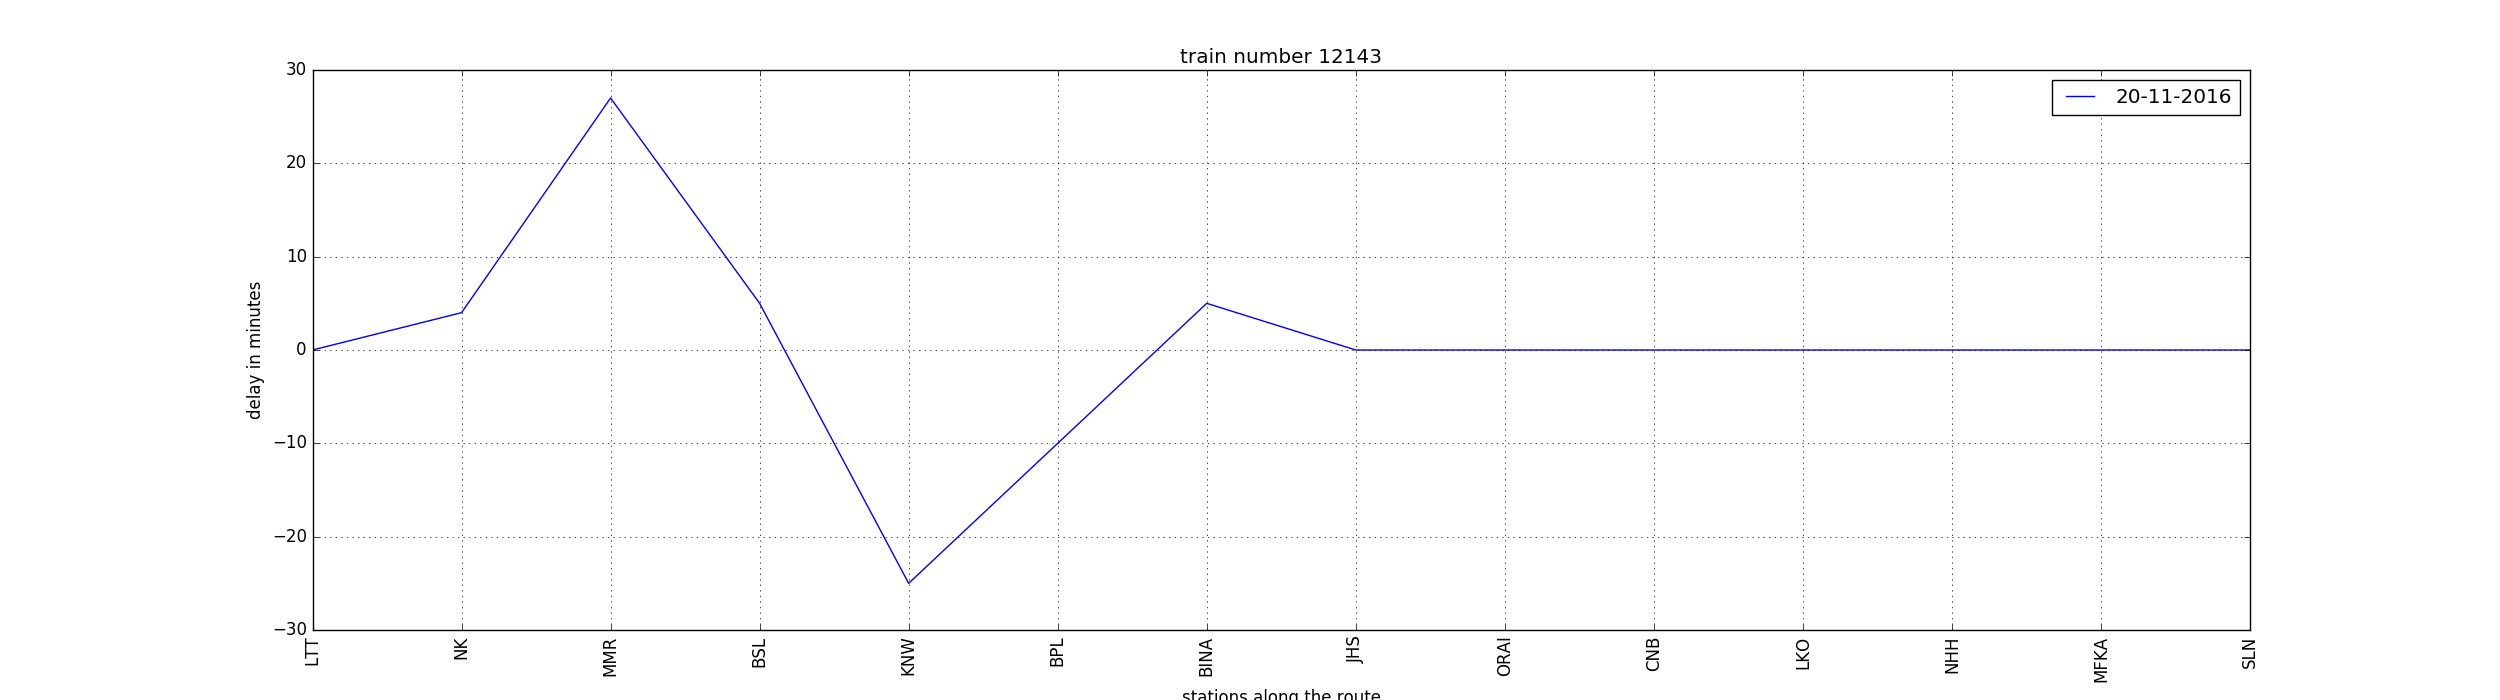 train number 12143
20-11-2016
30
20
10
0
−10
−20
−30
delay in minutes
LTT
NK
MMR
BSL
KNW
BPL
BINA
JHS
ORAI
CNB
LKO
NHH
MFKA
SLN
stations along the route